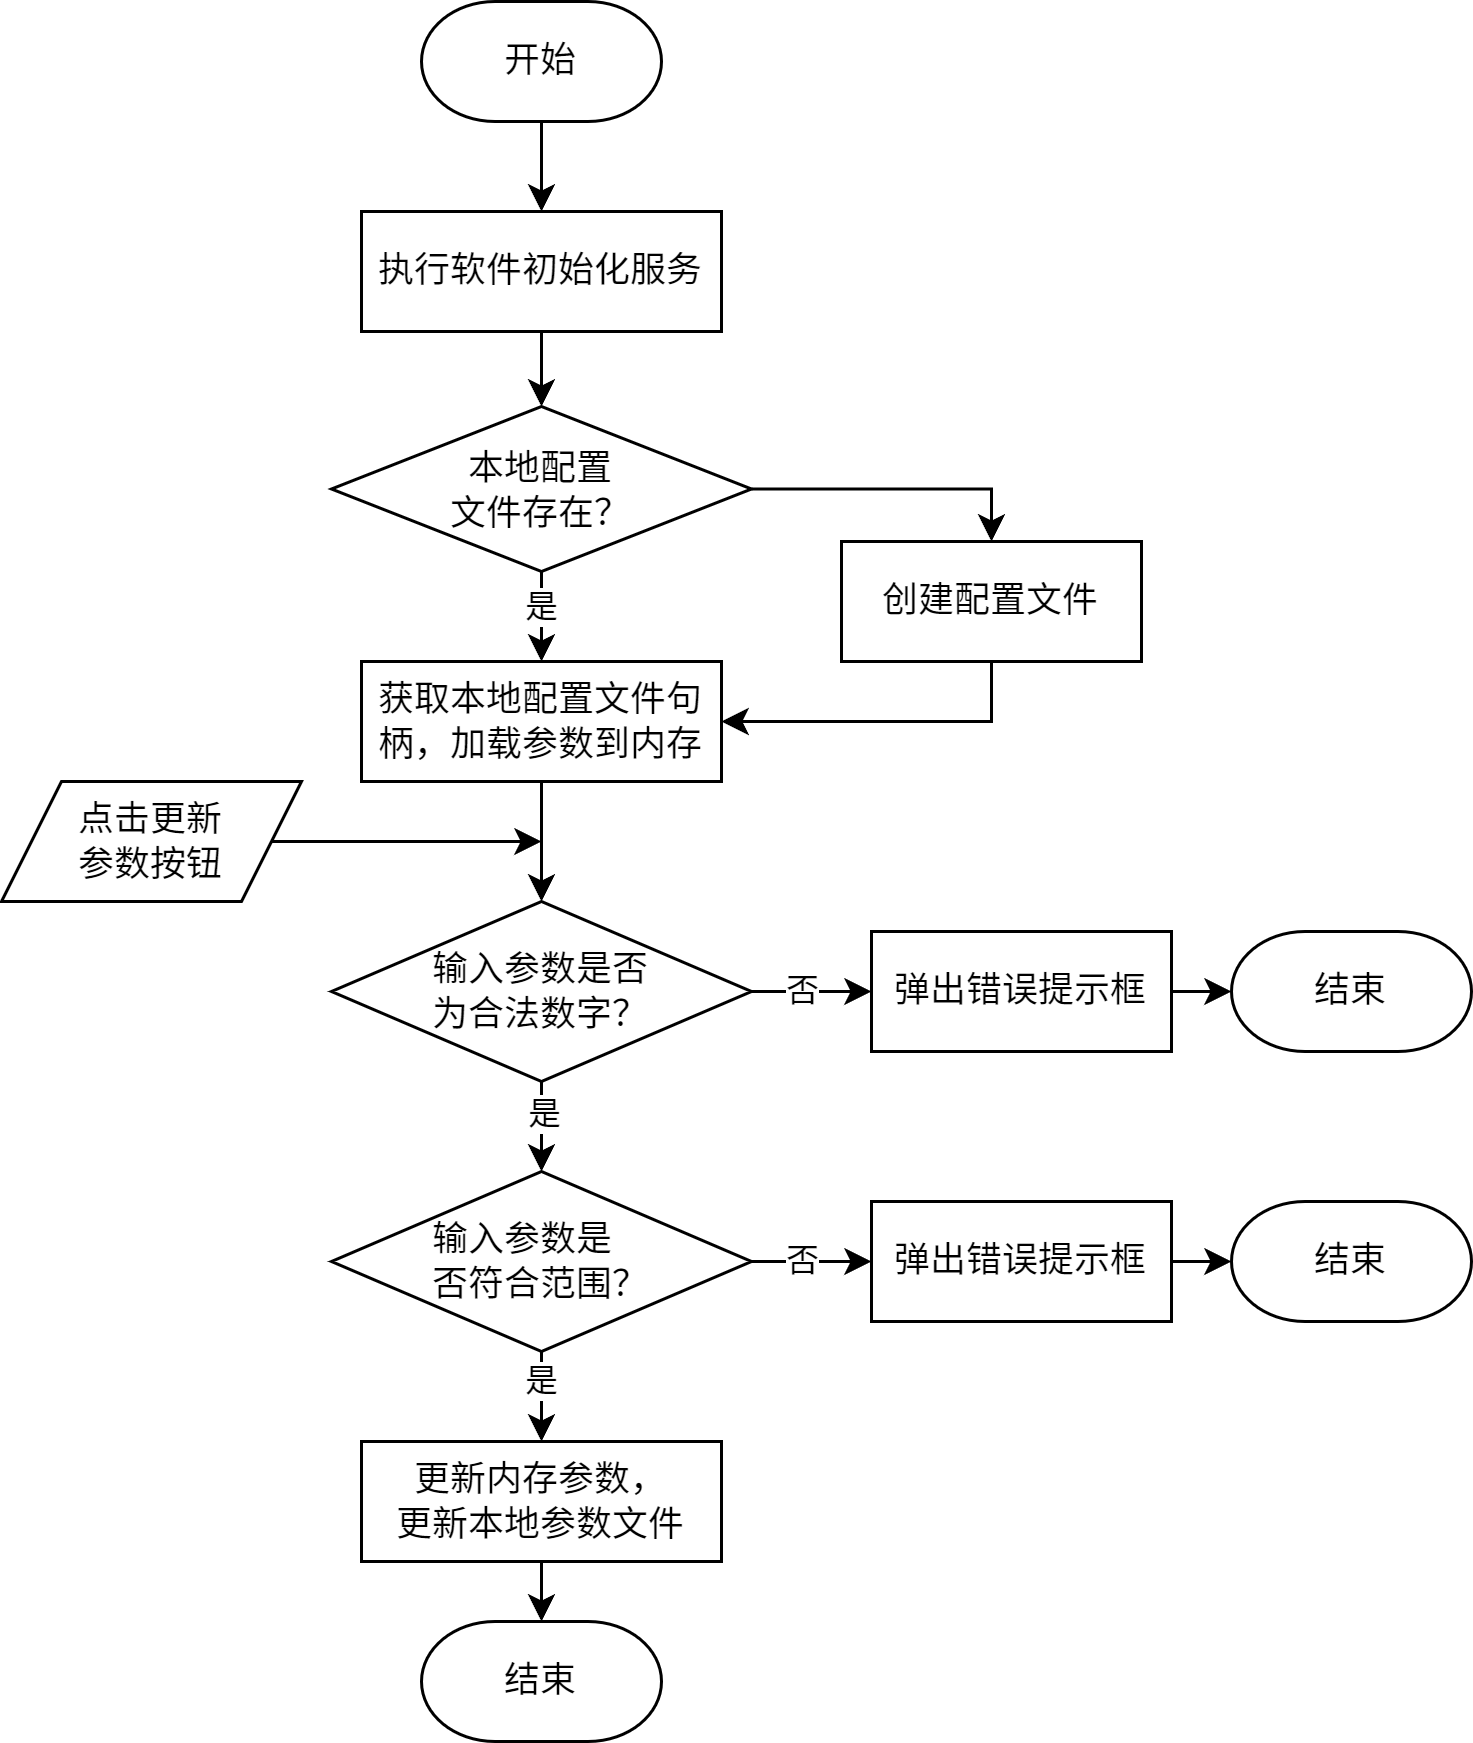 开始
执行软件初始化服务
本地配置
文件存在？
是
创建配置文件
获取本地配置文件句
柄，加载参数到内存
点击更新
参数按钮
输入参数是否
为合法数字？
否
弹出错误提示框
结束
是
输入参数是
否符合范围？
否
弹出错误提示框
结束
是
更新内存参数，
更新本地参数文件
结束